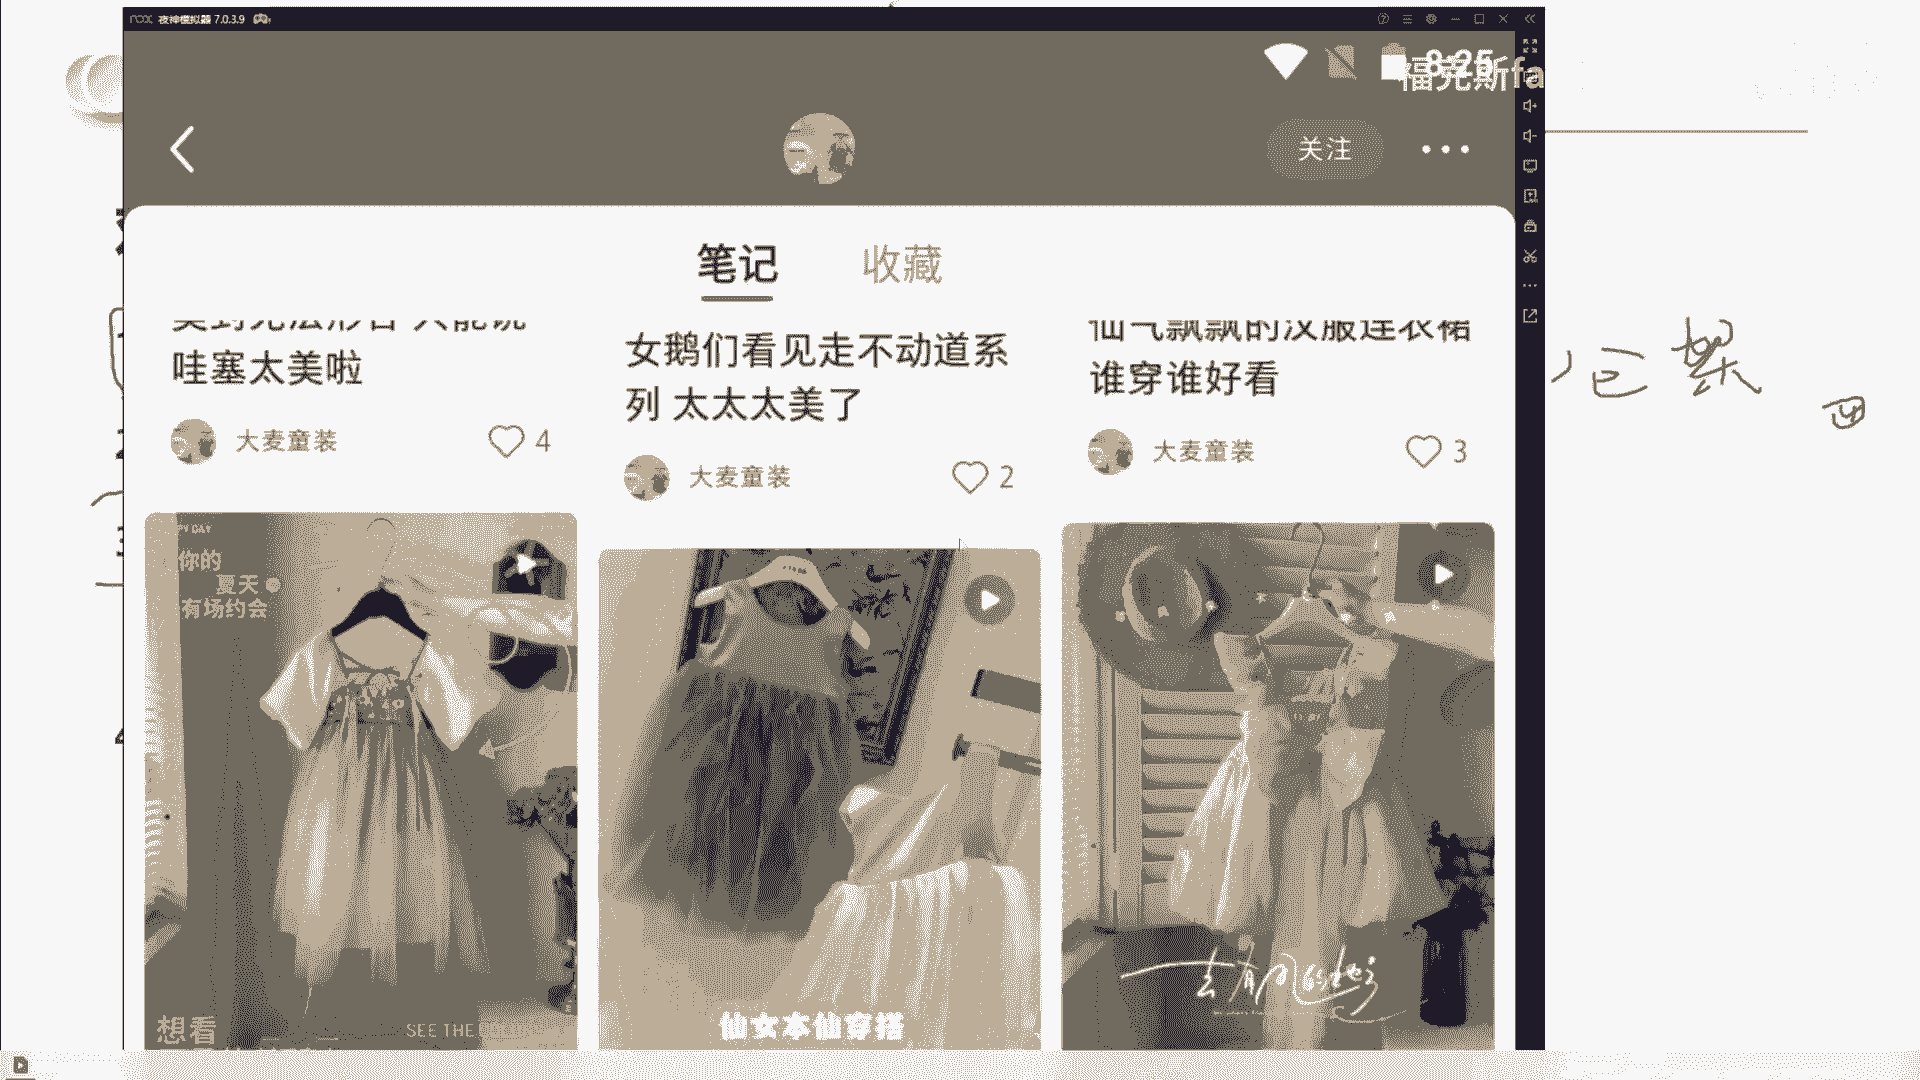 nox 夜神模拟器 7.0.3.9
8:25
福克斯fa
关注
笔记
收藏
仙气飘飘的汉服连衣裙
哇塞太美啦
女鹅们看见走不动道系
列 太太太美了
谁穿谁好看
大麦童装
4
大麦童装
2
大麦童装
3
你的
夏天
有场约会
想看
SEE THE
仙女本仙穿搭
去有风的地方